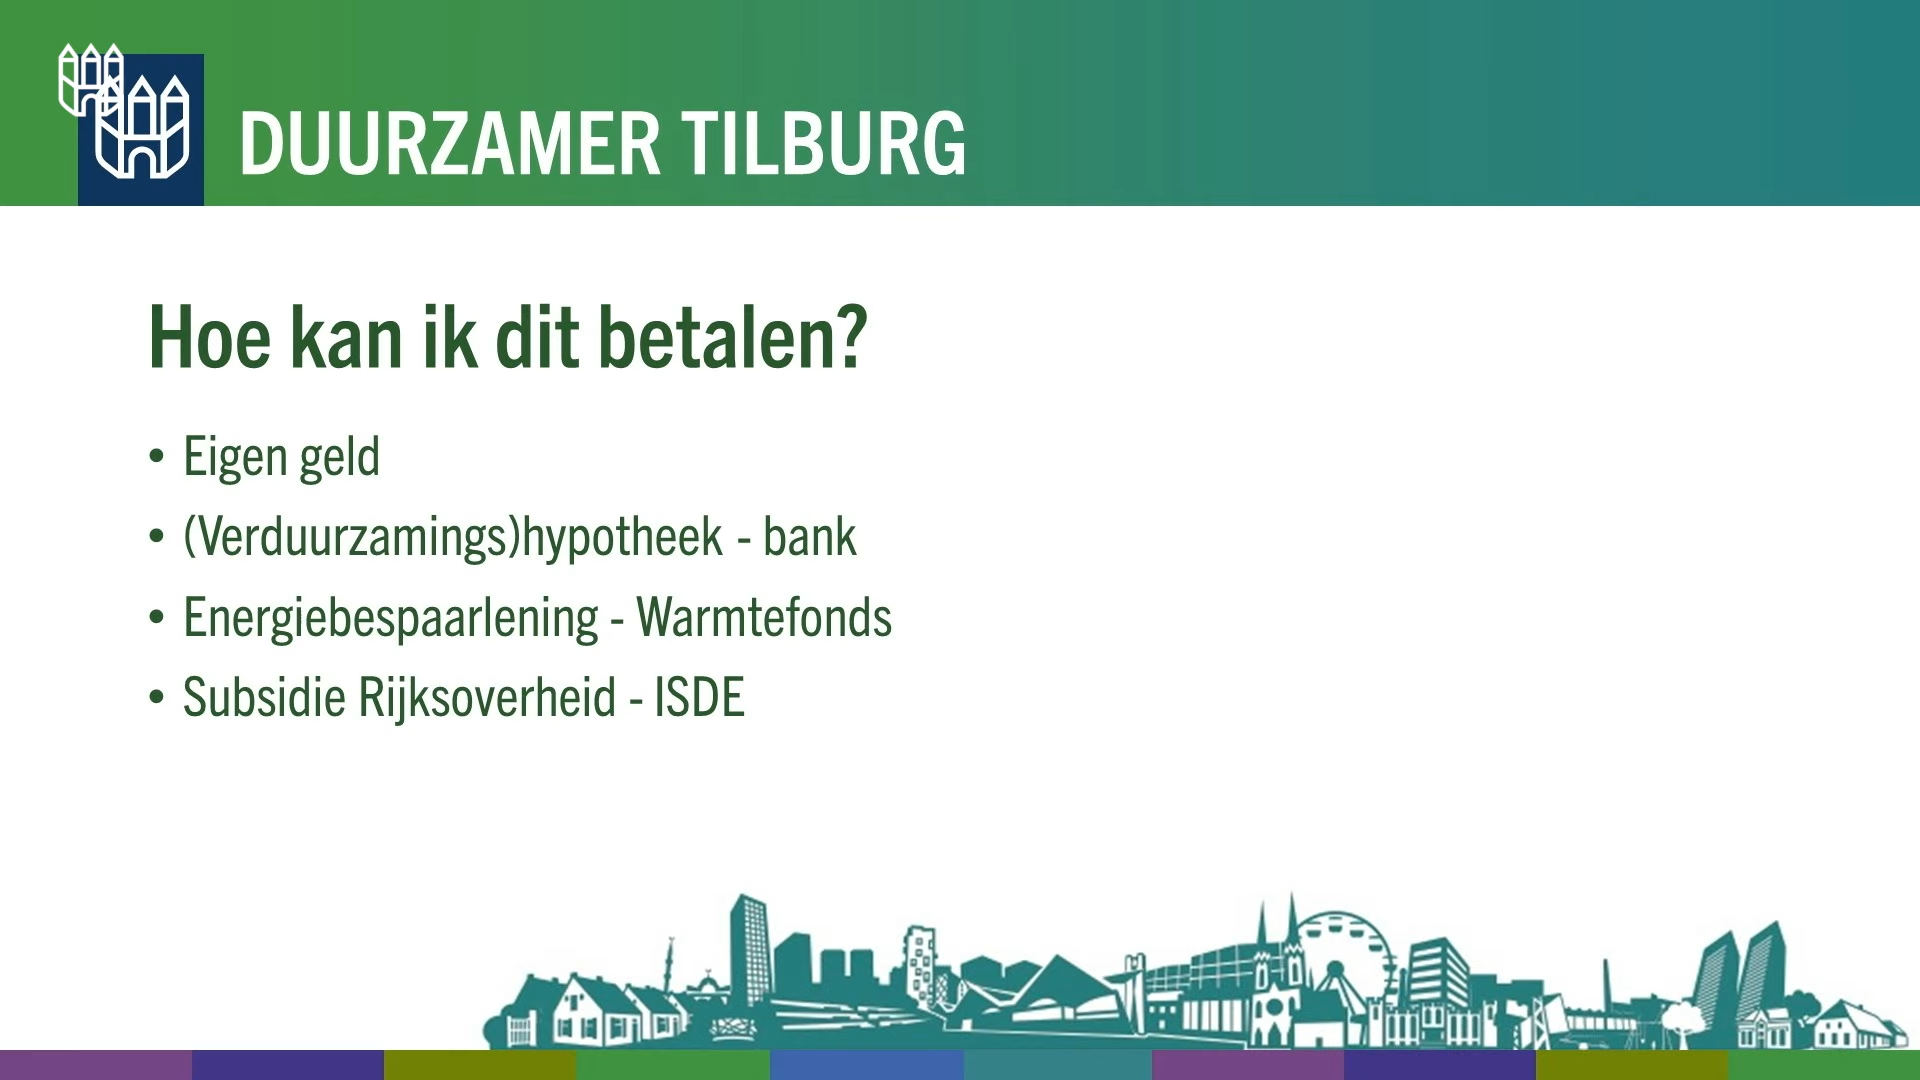 DUURZAMER TILBURG
Hoe kan ik dit betalen?
• Eigen geld
• (Verduurzamings)hypotheek - bank
• Energiebespaarlening - Warmtefonds
• Subsidie Rijksoverheid - ISDE